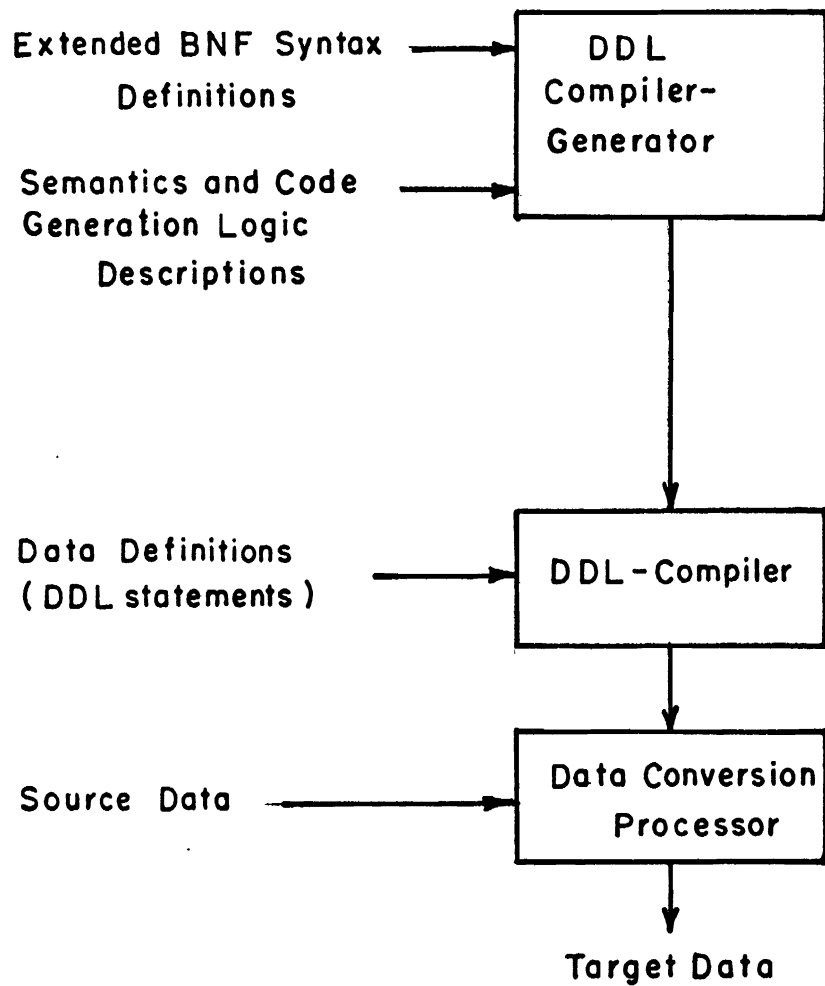 Extended BNF Syntax
Definitions
DDL
Compiler-
Generator
Semantics and Code
Generation Logic
Descriptions
Data Definitions
(DDL statements)
DDL-Compiler
Source Data
Data Conversion
Processor
Target Data